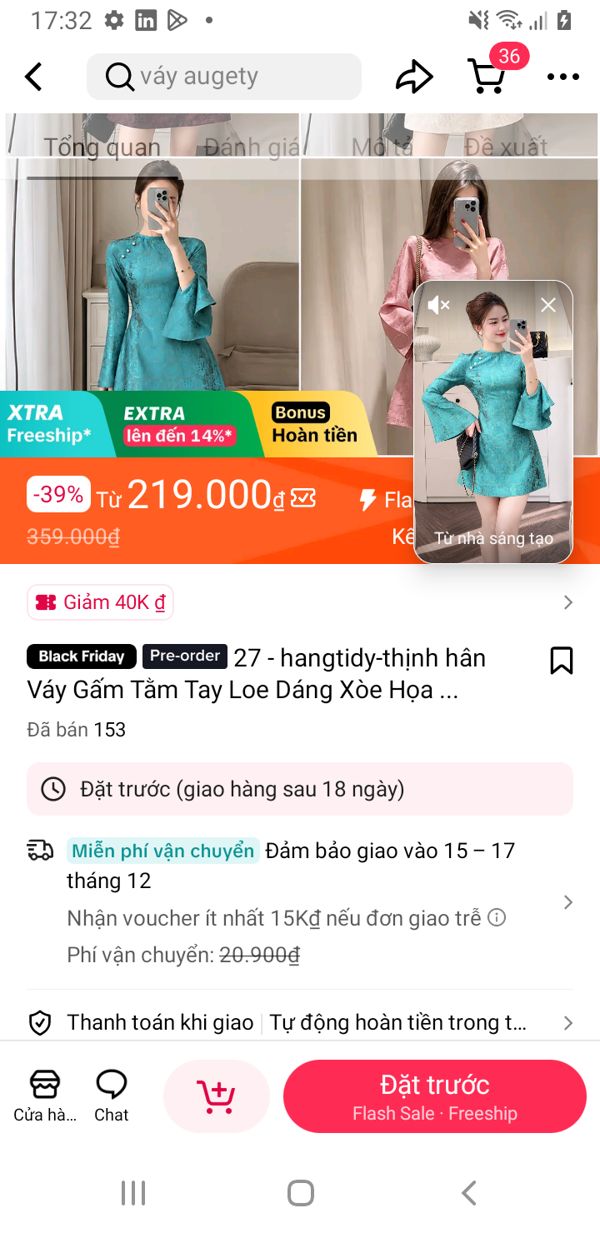 17:32
36
váy augety
Tổng quan Đánh giá Mô tả Đề xuất
XTRA
Freeship*
EXTRA
lên đến 14%*
Bonus
Hoàn tiền
-39% Từ 219.000đ
Fla
359.000đ
Kế
Từ nhà sáng tạo
Giảm 40K đ
Black Friday Pre-order 27 - hangtidy-thịnh hân
Váy Gấm Tằm Tay Loe Dáng Xòe Họa ...
Đã bán 153
Đặt trước (giao hàng sau 18 ngày)
Miễn phí vận chuyển Đảm bảo giao vào 15 – 17
tháng 12
Nhận voucher ít nhất 15K₫ nếu đơn giao trễ
Phí vận chuyển: 20.900₫
Thanh toán khi giao | Tự động hoàn tiền trong t...
Cửa hà...
Chat
Đặt trước
Flash Sale · Freeship